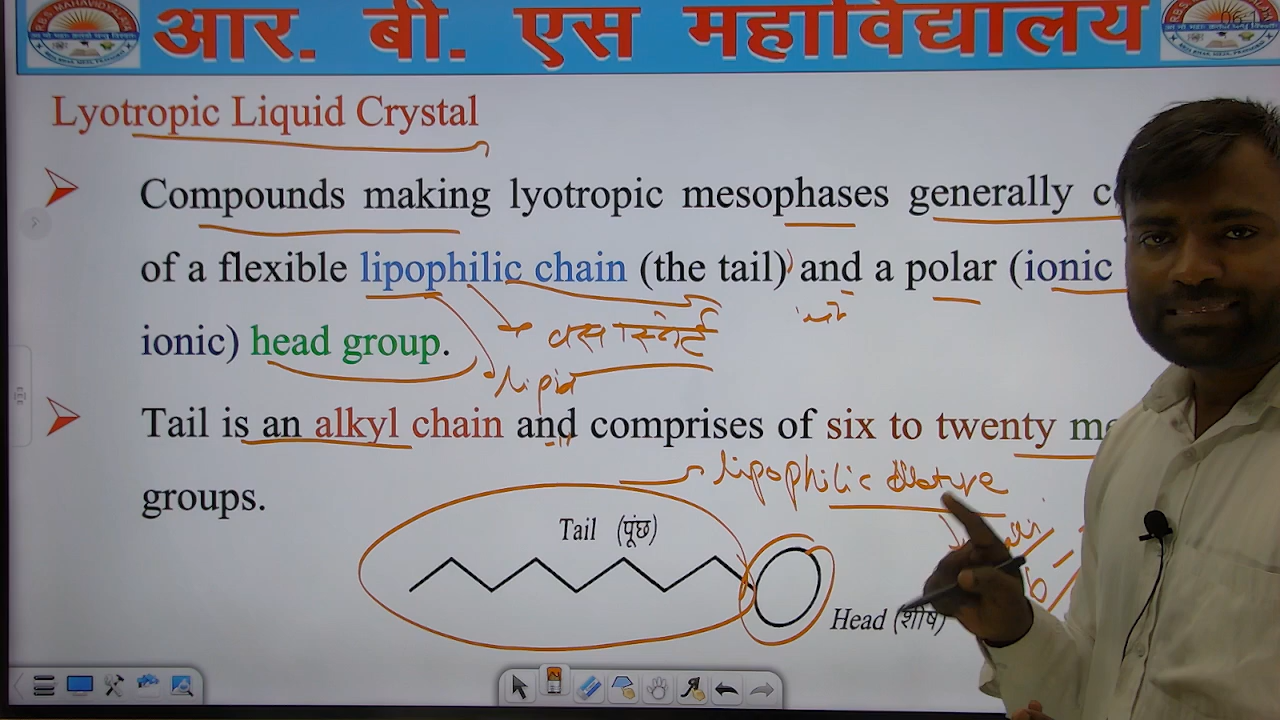 आर. बी. एस महाविद्यालय
Lyotropic Liquid Crystal
Compounds making lyotropic mesophases generally c
of a flexible lipophilic chain (the tail) and a polar (ionic
ionic) head group.
वसा स्नेही
lipid
Tail is an alkyl chain and comprises of six to twenty me
groups.
lipophilic Nature
Tail (पूंछ)
Head (शीर्ष)